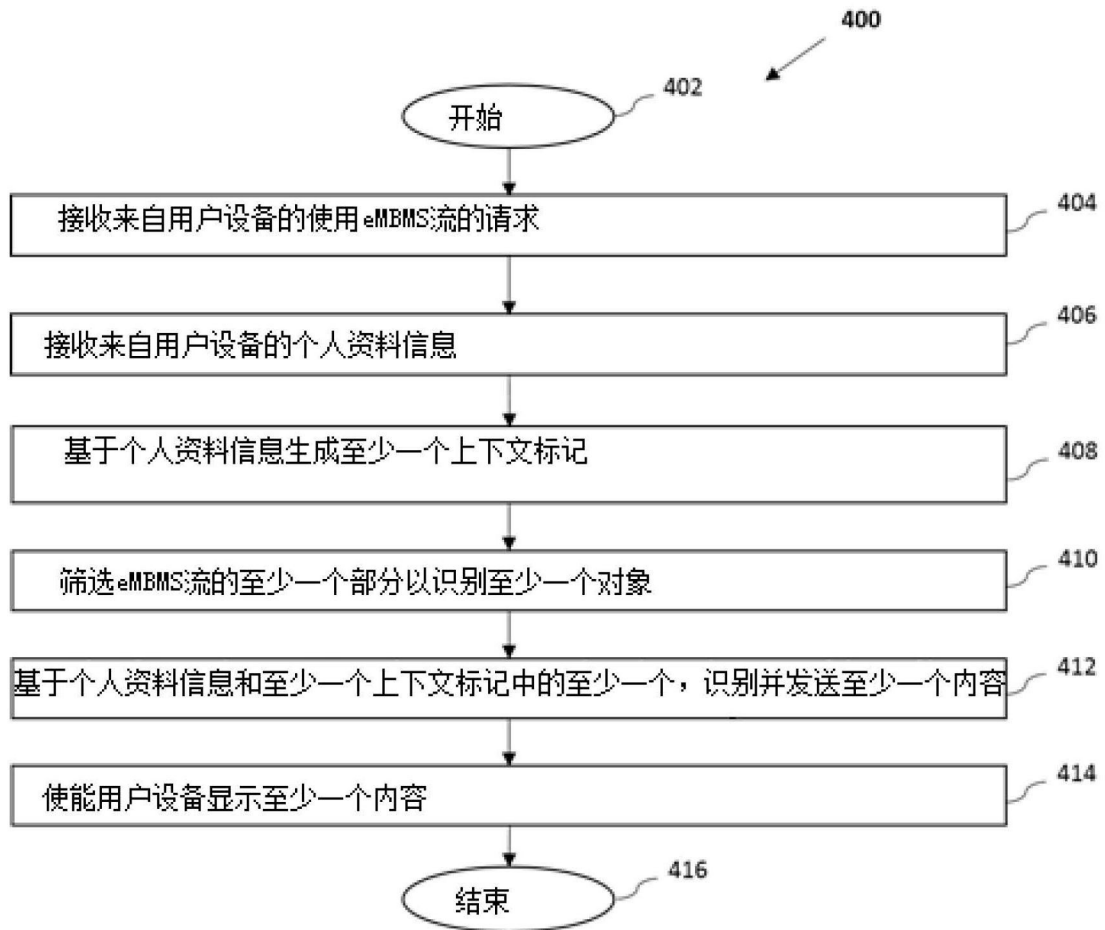 400
开始
402
接收来自用户设备的使用eMBMS流的请求
404
接收来自用户设备的个人资料信息
406
基于个人资料信息生成至少一个上下文标记
408
筛选eMBMS流的至少一个部分以识别至少一个对象
410
基于个人资料信息和至少一个上下文标记中的至少一个，识别并发送至少一个内容
412
使能用户设备显示至少一个内容
414
结束
416